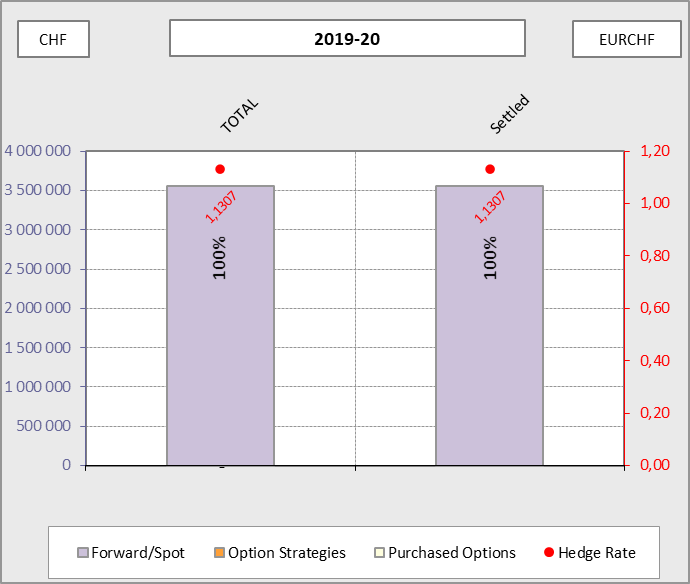 CHF 2019-20 EURCHF
TOTAL Settled
4 000 000 1,20
3 500 000 1,00
3 000 000 0,80
2 500 000 0,60
2 000 000 0,40
1 500 000 0,20
1 000 000 0,00
500 000
0
1,1307 1,1307
100% 100%
Forward/Spot Option Strategies Purchased Options Hedge Rate